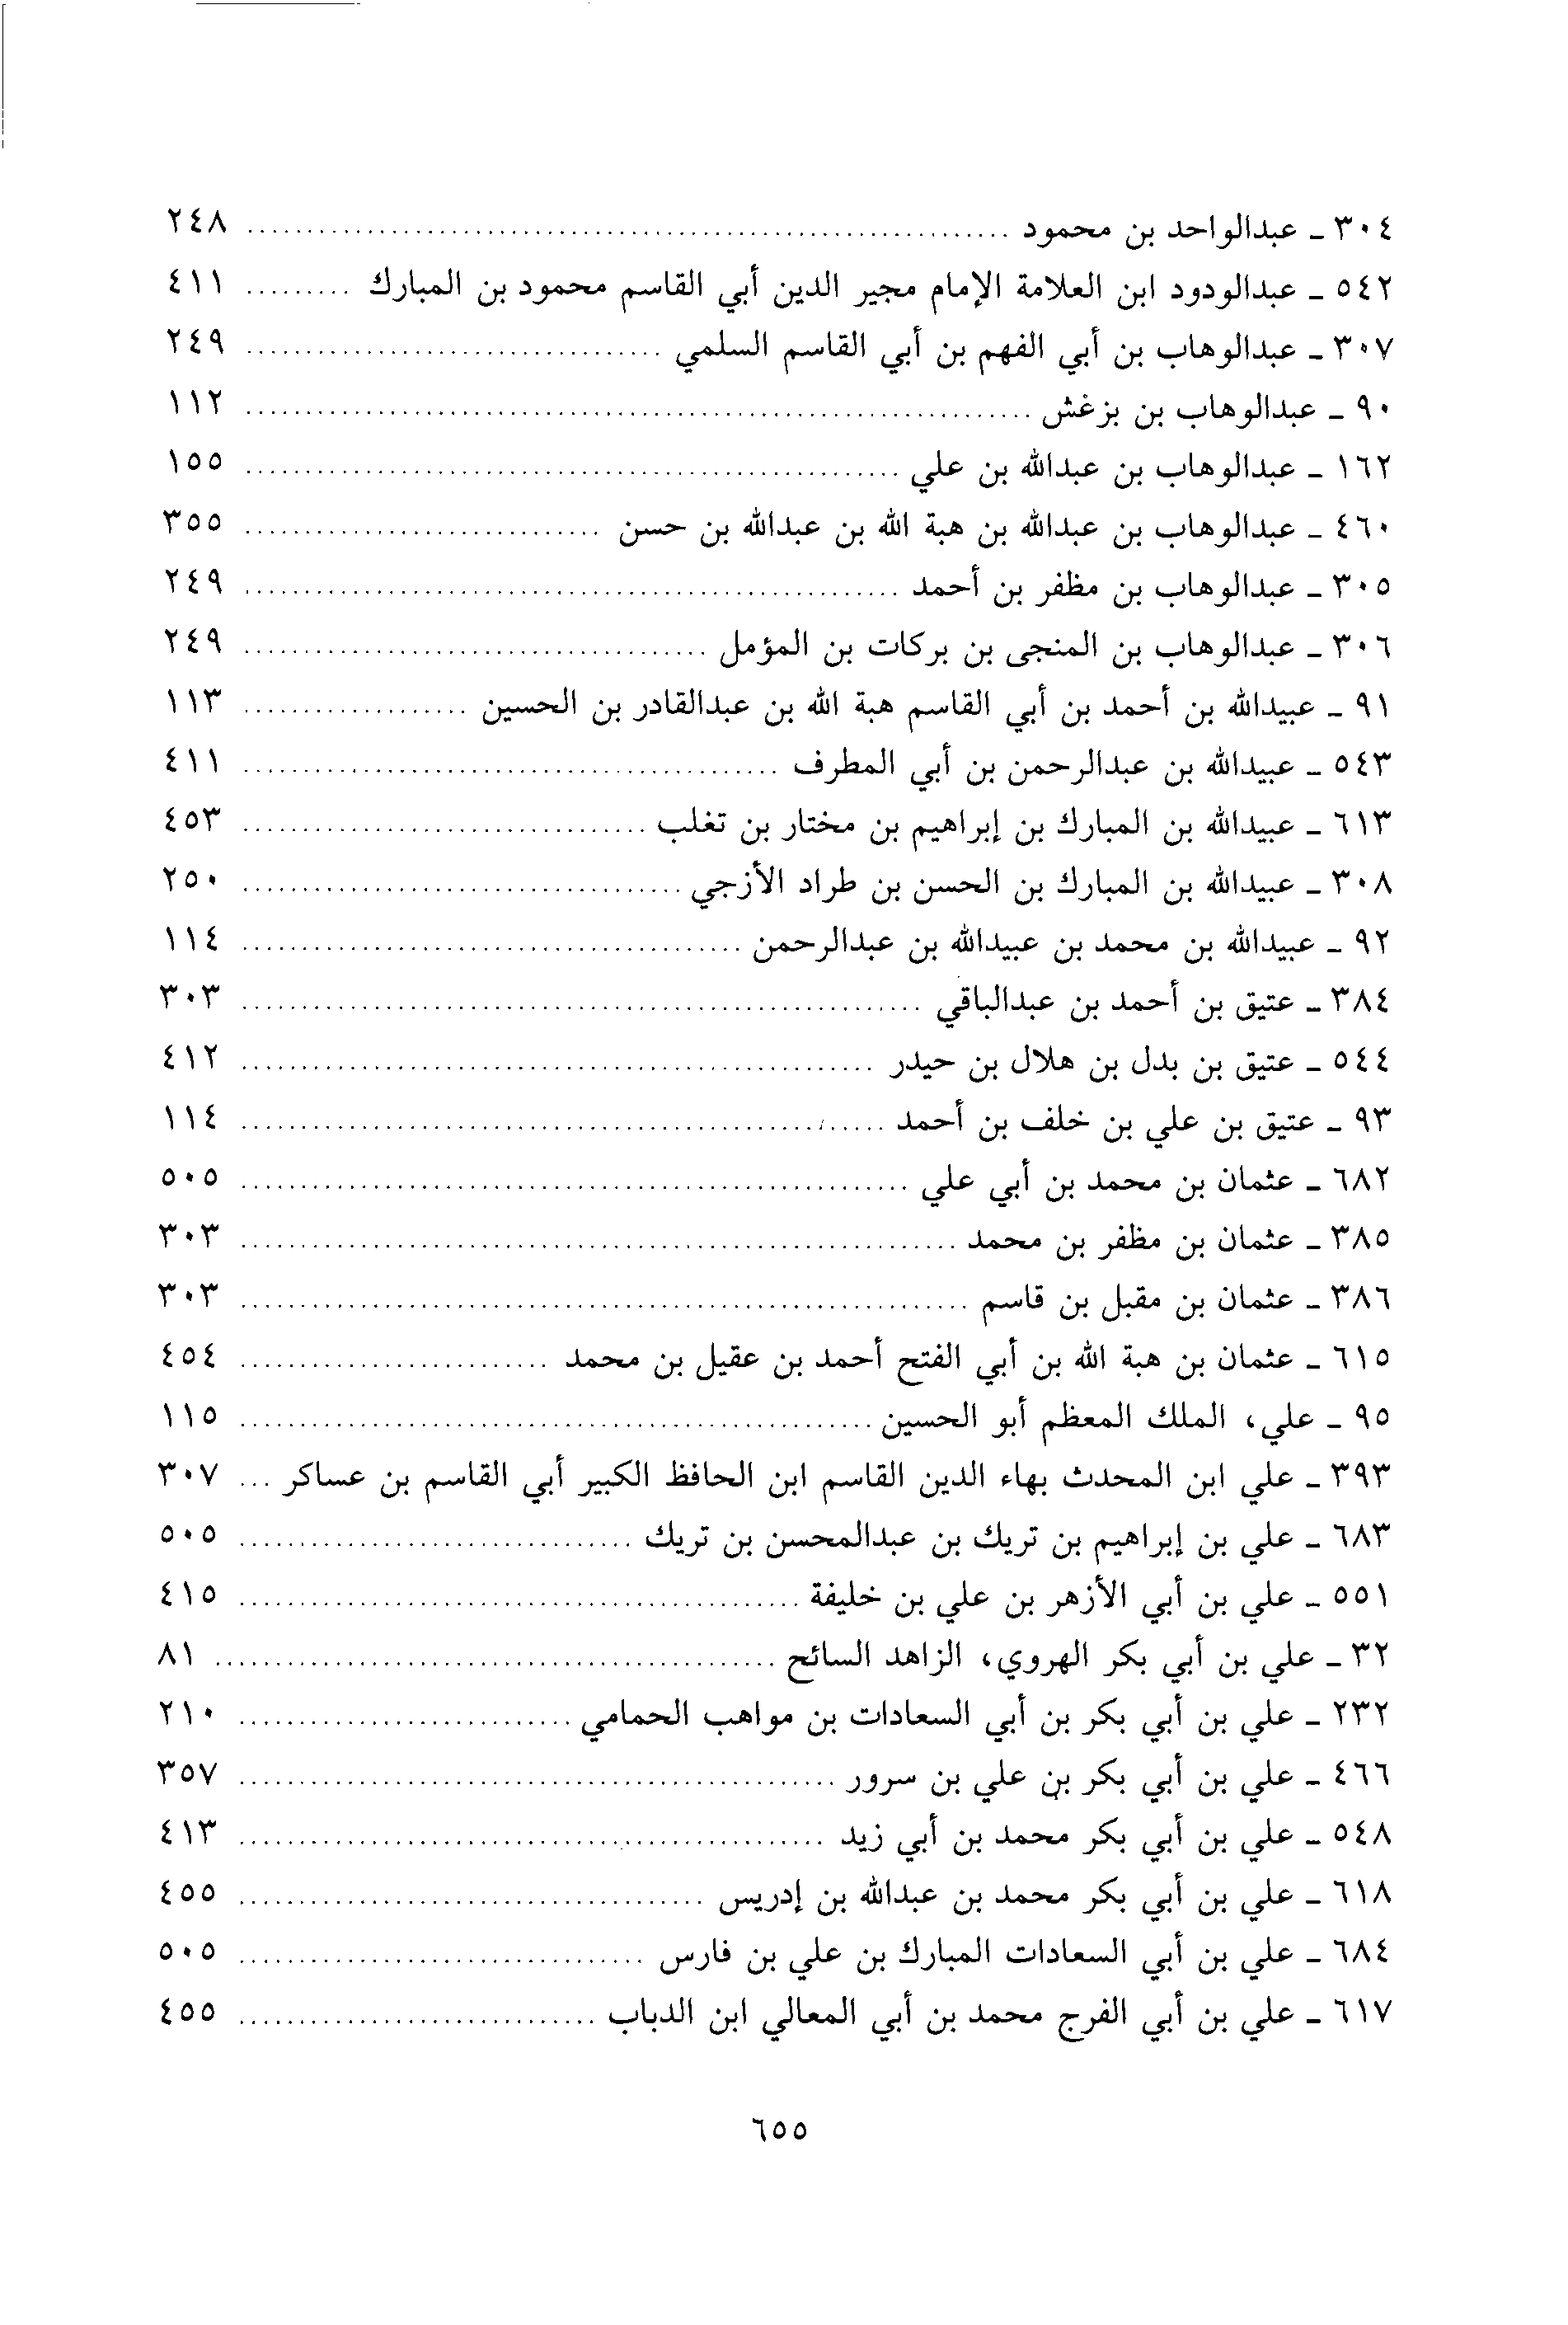 ٣٠٤ ـ عبدالواحد بن محمود ................ ٢٤٨
٥٤٢ ـ عبدالودود ابن العلامة الإمام مجير الدين أبي القاسم محمود بن المبارك ......... ٤١١
٣٠٧ ـ عبدالوهاب بن أبي الفهم بن أبي القاسم السلمي ................ ٢٤٩
٩٠ ـ عبدالوهاب بن بزغش ................ ١١٢
١٦٢ ـ عبدالوهاب بن عبدالله بن علي ................ ١٥٥
٤٦٠ ـ عبدالوهاب بن عبدالله بن هبة الله بن عبدالله بن حسن ................ ٣٥٥
٣٠٥ ـ عبدالوهاب بن مظفر بن أحمد ................ ٢٤٩
٣٠٦ ـ عبدالوهاب بن المنجى بن بركات بن المؤمل ................ ٢٤٩
٩١ ـ عبيدالله بن أحمد بن أبي القاسم هبة الله بن عبدالقادر بن الحسين ................ ١١٣
٥٤٣ ـ عبيدالله بن عبدالرحمن بن أبي المطرف ................ ٤١١
٦١٣ ـ عبيدالله بن المبارك بن إبراهيم بن مختار بن تغلب ................ ٤٥٣
٣٠٨ ـ عبيدالله بن المبارك بن الحسن بن طراد الأزجي ................ ٢٥٠
٩٢ ـ عبيدالله بن محمد بن عبيدالله بن عبدالرحمن ................ ١١٤
٣٨٤ ـ عتيق بن أحمد بن عبدالباقي ................ ٣٠٣
٥٤٤ ـ عتيق بن بدل بن هلال بن حيدر ................ ٤١٢
٩٣ ـ عتيق بن علي بن خلف بن أحمد ................ ١١٤
٦٨٢ ـ عثمان بن محمد بن أبي علي ................ ٥٠٥
٣٨٥ ـ عثمان بن مظفر بن محمد ................ ٣٠٣
٣٨٦ ـ عثمان بن مقبل بن قاسم ................ ٣٠٣
٦١٥ ـ عثمان بن هبة الله بن أبي الفتح أحمد بن عقيل بن محمد ................ ٤٥٤
٩٥ ـ علي، الملك المعظم أبو الحسين ................ ١١٥
٣٩٣ ـ علي ابن المحدث بهاء الدين القاسم ابن الحافظ الكبير أبي القاسم بن عساكر ... ٣٠٧
٦٨٣ ـ علي بن إبراهيم بن تريك بن عبدالمحسن بن تريك ................ ٥٠٥
٥٥١ ـ علي بن أبي الأزهر بن علي بن خليفة ................ ٤١٥
٣٢ ـ علي بن أبي بكر الهروي، الزاهد السائح ................ ٨١
٢٣٢ ـ علي بن أبي بكر بن أبي السعادات بن مواهب الحمامي ................ ٢١٠
٤٦٦ ـ علي بن أبي بكر بن علي بن سرور ................ ٣٥٧
٥٤٨ ـ علي بن أبي بكر محمد بن أبي زيد ................ ٤١٣
٦١٨ ـ علي بن أبي بكر محمد بن عبدالله بن إدريس ................ ٤٥٥
٦٨٤ ـ علي بن أبي السعادات المبارك بن علي بن فارس ................ ٥٠٥
٦١٧ ـ علي بن أبي الفرج محمد بن أبي المعالي ابن الدباب ................ ٤٥٥
٦٥٥